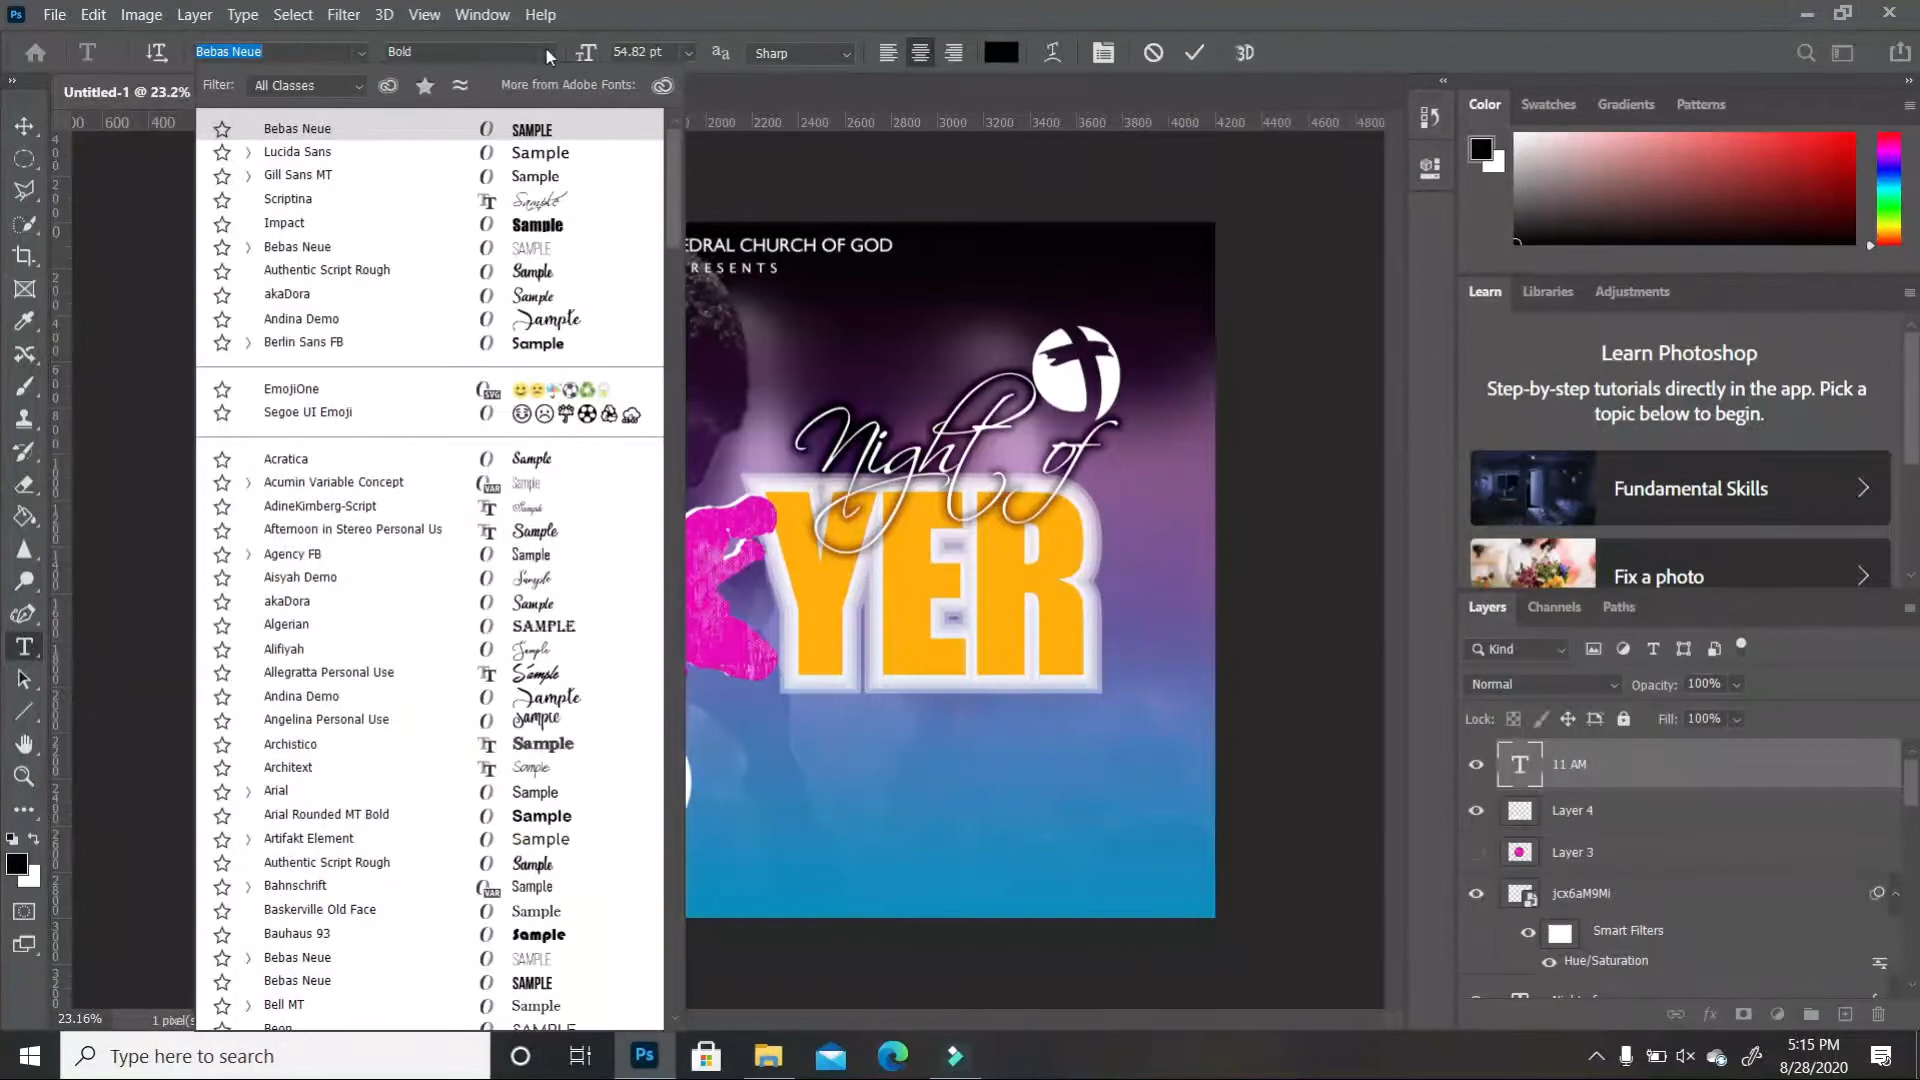 Ps File Edit Image Layer Type Select Filter 3D View Window Help
Bebas Neue Bold 54.82 pt Sharp 3D
Filter: All Classes More from Adobe Fonts:
Untitled-1 @ 23.2%
600 400 2000 2200 2400 2600 2800 3000 3200 3400 3600 3800 4000 4200 4400 4600 4800
Bebas Neue SAMPLE
Lucida Sans Sample
Gill Sans MT Sample
Scriptina Sample
Impact Sample
Bebas Neue SAMPLE
Authentic Script Rough Sample
akaDora Sample
Andina Demo Sample
Berlin Sans FB Sample
EmojiOne
Segoe UI Emoji
Acratica Sample
Acumin Variable Concept Sample
AdineKirnberg-Script Sample
Afternoon in Stereo Personal Us Sample
Agency FB Sample
Aisyah Demo Sample
akaDora Sample
Algerian SAMPLE
Alifiyah Sample
Allegratta Personal Use Sample
Andina Demo Sample
Angelina Personal Use Sample
Archistico Sample
Architext Sample
Arial Sample
Arial Rounded MT Bold Sample
Artifakt Element Sample
Authentic Script Rough Sample
Bahnschrift Sample
Baskerville Old Face Sample
Bauhaus 93 Sample
Bebas Neue SAMPLE
Bebas Neue SAMPLE
Bell MT Sample
Beon SAMPLE
EDRAL CHURCH OF GOD
RESENTS
Night of
YER
Color Swatches Gradients Patterns
Learn Libraries Adjustments
Learn Photoshop
Step-by-step tutorials directly in the app. Pick a
topic below to begin.
Fundamental Skills
Fix a photo
Layers Channels Paths
Kind
Normal Opacity: 100%
Lock: Fill: 100%
T 11 AM
Layer 4
Layer 3
jcx6aM9Mi
Smart Filters
Hue/Saturation
23.16% 1 pixel(s
Type here to search
Ps
5:15 PM
8/28/2020